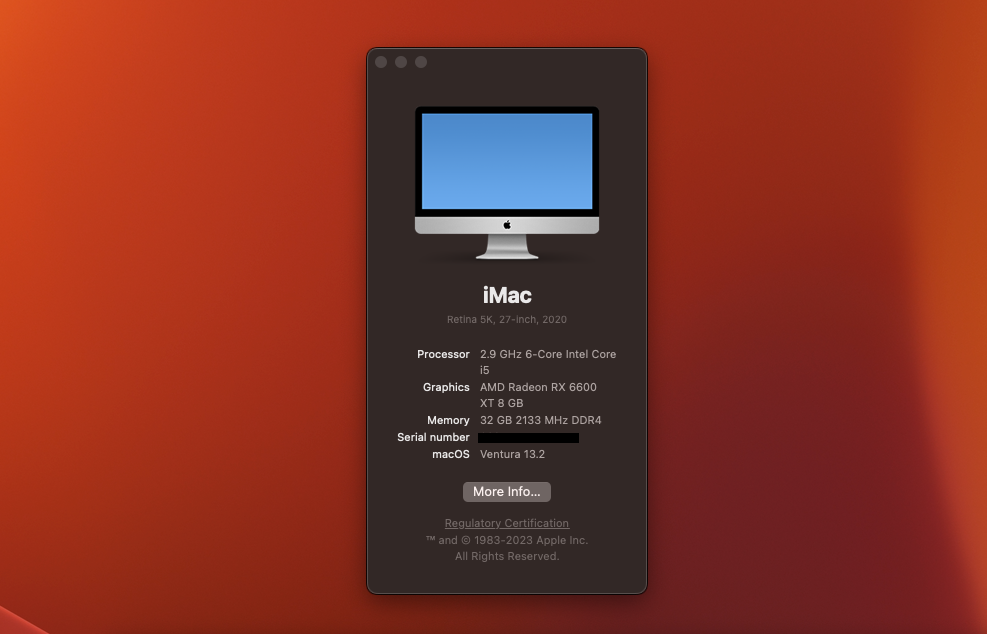 iMac
Retina 5K, 27-inch, 2020
Processor 2.9 GHz 6-Core Intel Core
i5
Graphics AMD Radeon RX 6600
XT 8 GB
Memory 32 GB 2133 MHz DDR4
Serial number
macOS Ventura 13.2
More Info...
Regulatory Certification
™ and © 1983-2023 Apple Inc.
All Rights Reserved.